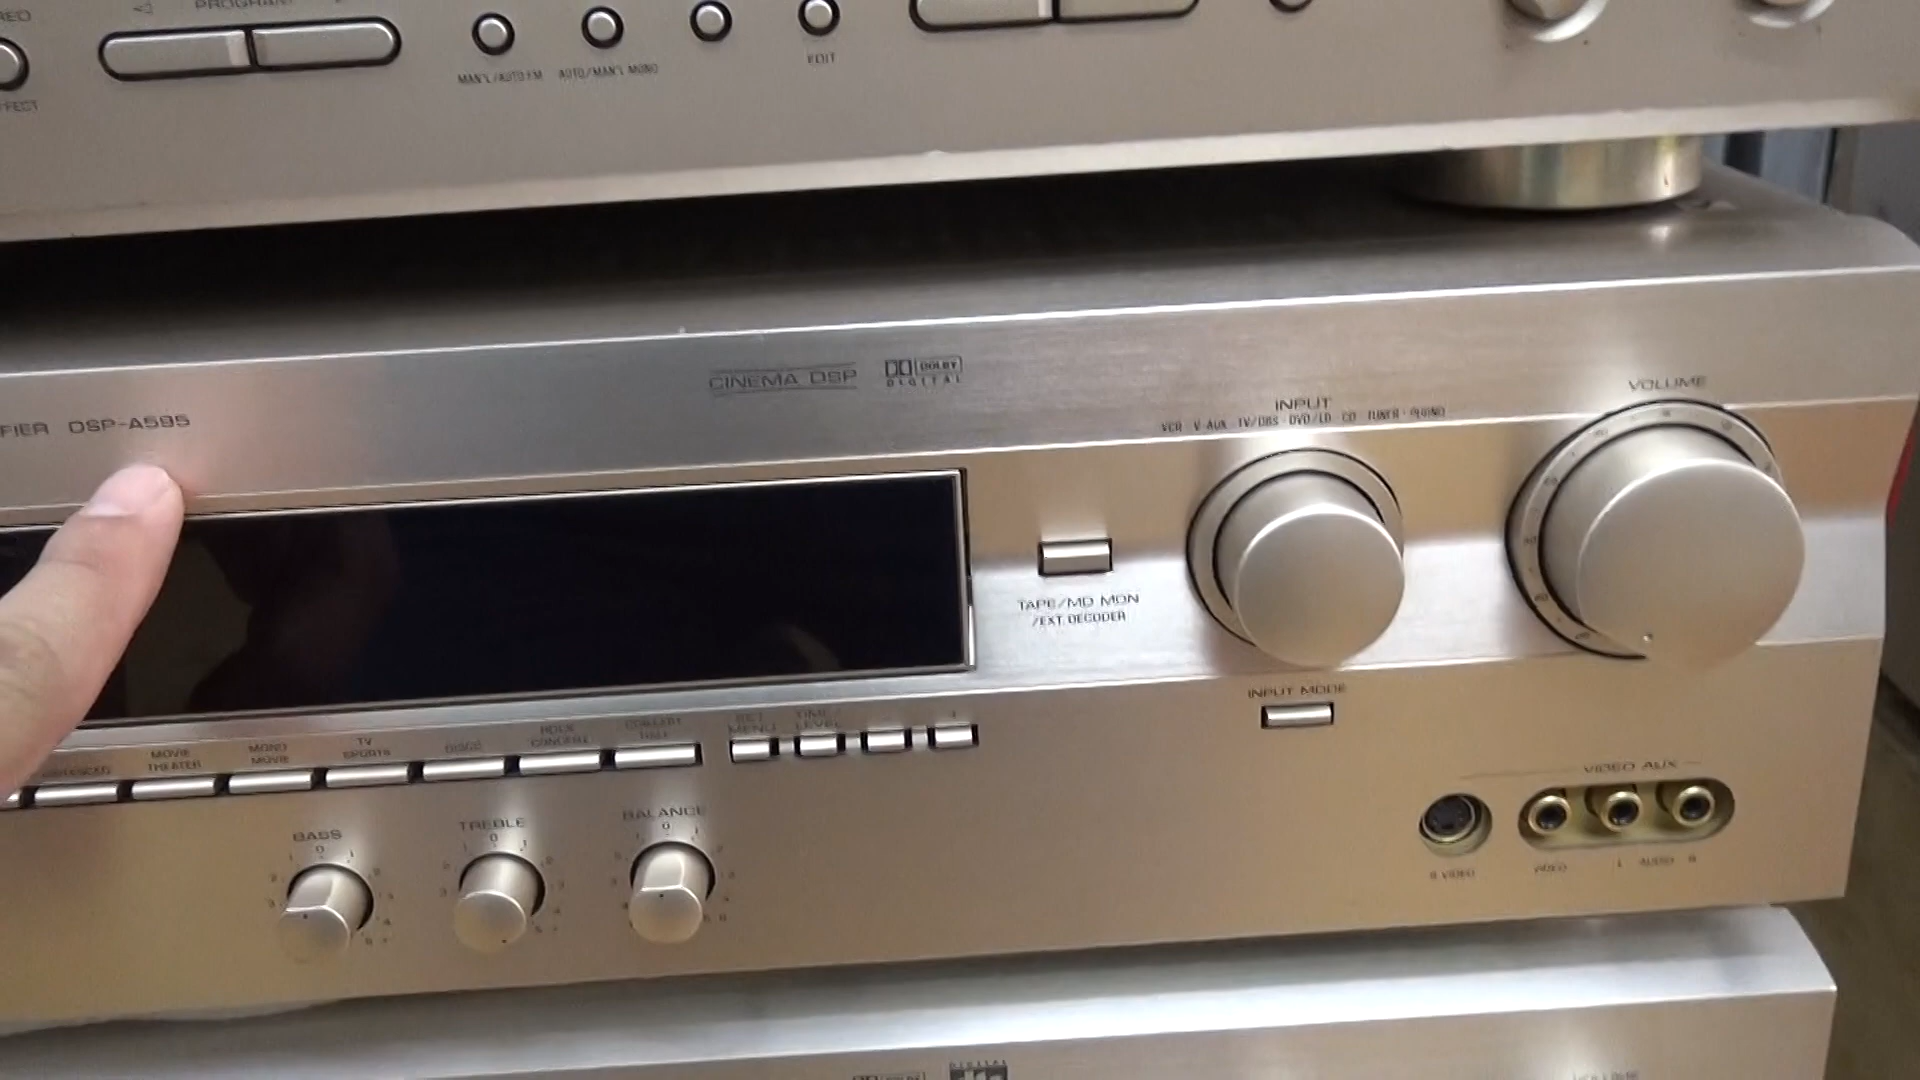 PROGRAM
MAN'L/AUTO FM
AUTO/MAN'L MONO
EDIT
FIER DSP-A595
CINEMA DSP
DOLBY
DIGITAL
INPUT
VCR V-AUX TV/DBS DVD/LD CD TUNER PHONO
VOLUME
TAPE/MD MON
/EXT. DECODER
INPUT MODE
MOVIE
THEATER
MONO
MOVIE
TV
SPORTS
DISCO
ROCK
CONCERT
CONCERT
HALL
SET
MENU
TIME/
LEVEL
- +
BASS
TREBLE
BALANCE
VIDEO AUX
S VIDEO
VIDEO
L AUDIO R
DIGITAL